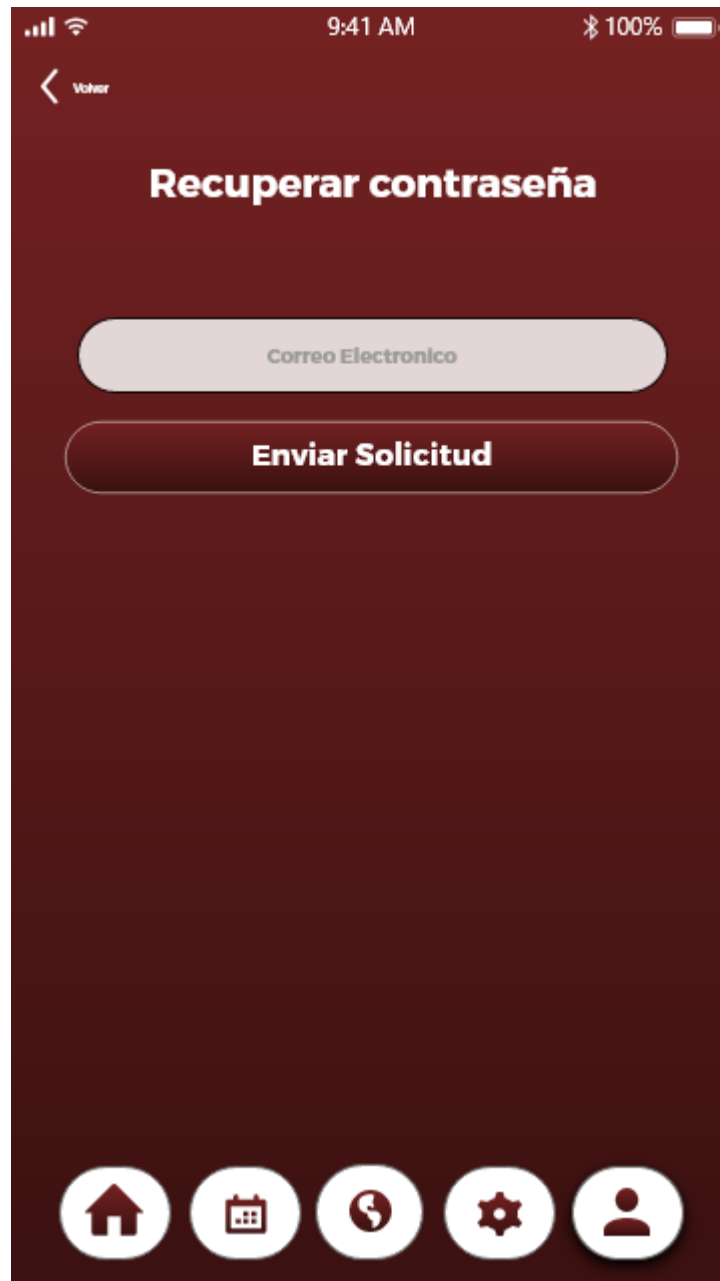 9:41 AM
100%
Volver
Recuperar contraseña
Correo Electronico
Enviar Solicitud